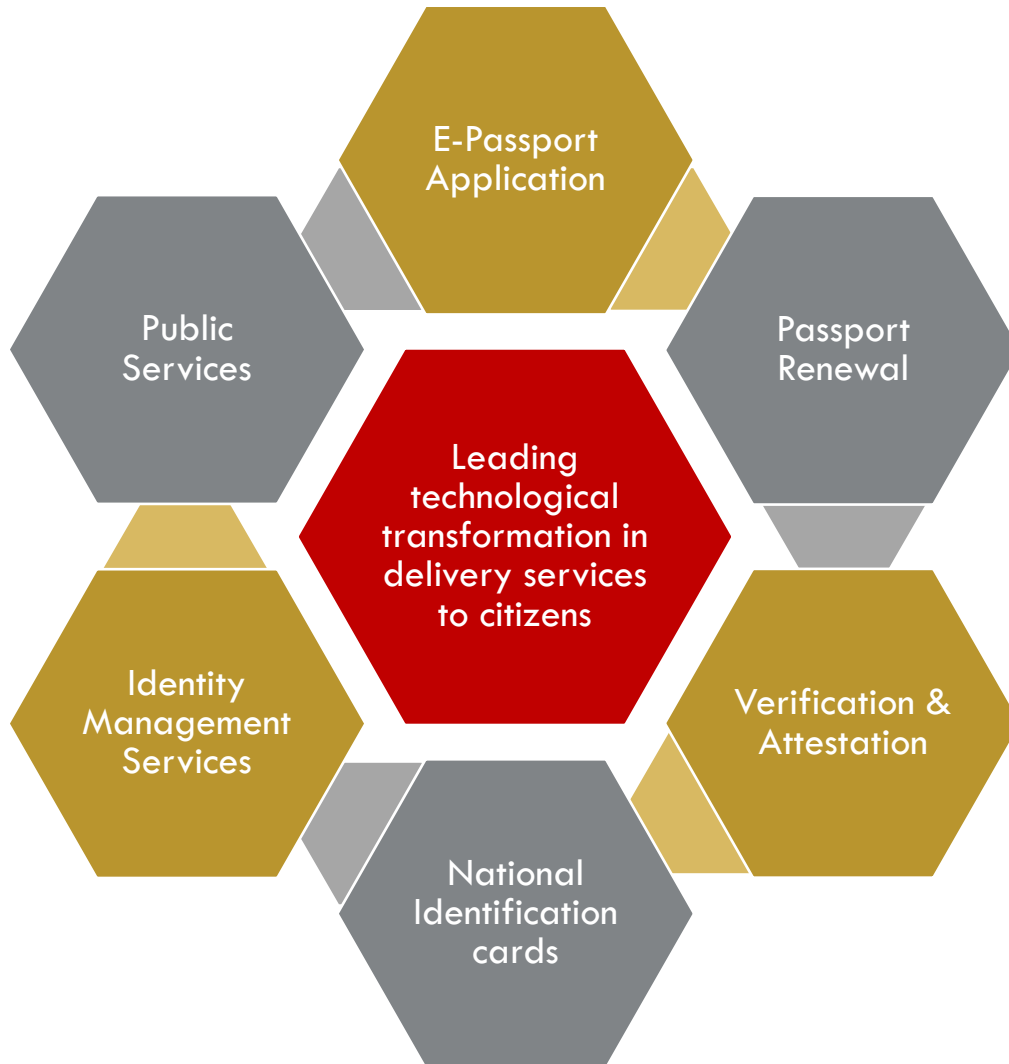 E-Passport
Application
Public
Services
Passport
Renewal
Leading
technological
transformation in
delivery services
to citizens
Identity
Management
Services
Verification &
Attestation
National
Identification
cards